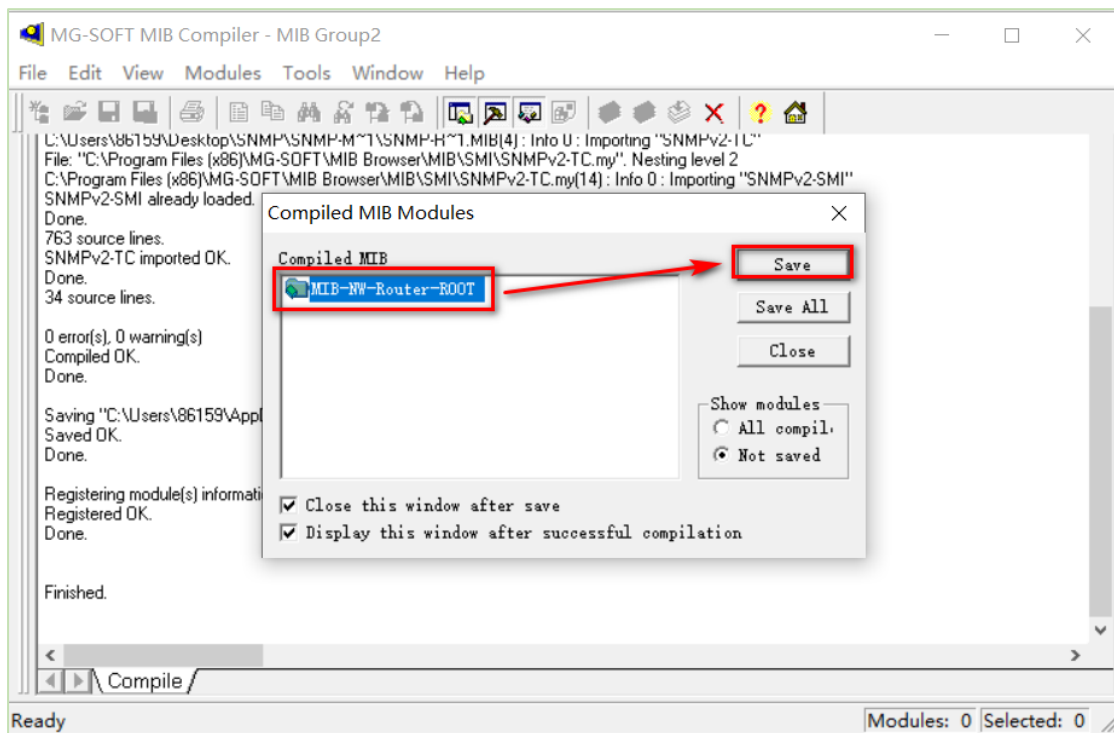 MG-SOFT MIB Compiler - MIB Group2
File Edit View Modules Tools Window Help
C:\Users\86159\Desktop\SNMP\SNMP-M~1\SNMP-R~1.MIB(4) : Info 0 : Importing "SNMPv2-TC"
File: "C:\Program Files (x86)\MG-SOFT\MIB Browser\MIB\SMI\SNMPv2-TC.my". Nesting level 2
C:\Program Files (x86)\MG-SOFT\MIB Browser\MIB\SMI\SNMPv2-TC.my(14) : Info 0 : Importing "SNMPv2-SMI"
SNMPv2-SMI already loaded.
Done.
763 source lines.
SNMPv2-TC imported OK.
Done.
34 source lines.
0 error(s), 0 warning(s)
Compiled OK.
Done.
Saving "C:\Users\86159\App
Saved OK.
Done.
Registering module(s) informati
Registered OK.
Done.
Finished.
Compiled MIB Modules
Compiled MIB
MIB-NW-Router-ROOT
Save
Save All
Close
Show modules
All compil
Not saved
Close this window after save
Display this window after successful compilation
Compile
Ready
Modules: 0 Selected: 0